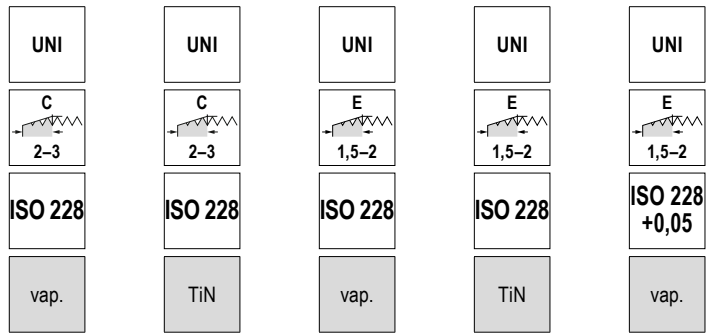 UNI UNI UNI UNI UNI
C C E E E
2–3 2–3 1,5–2 1,5–2 1,5–2
ISO 228 ISO 228 ISO 228 ISO 228 ISO 228
+0,05
vap. TiN vap. TiN vap.